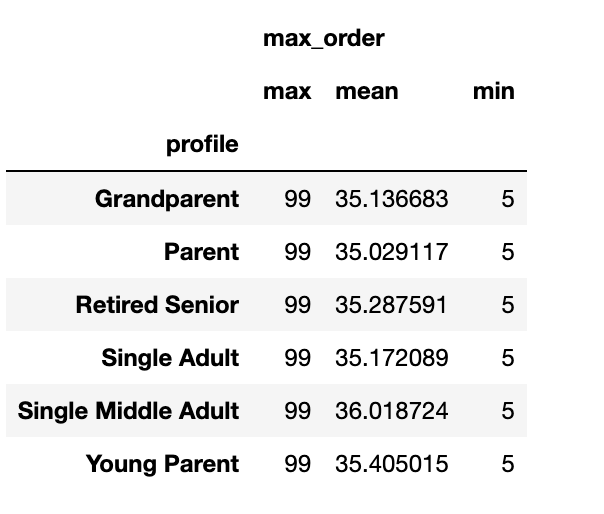 max_order
max mean min
profile
Grandparent 99 35.136683 5
Parent 99 35.029117 5
Retired Senior 99 35.287591 5
Single Adult 99 35.172089 5
Single Middle Adult 99 36.018724 5
Young Parent 99 35.405015 5